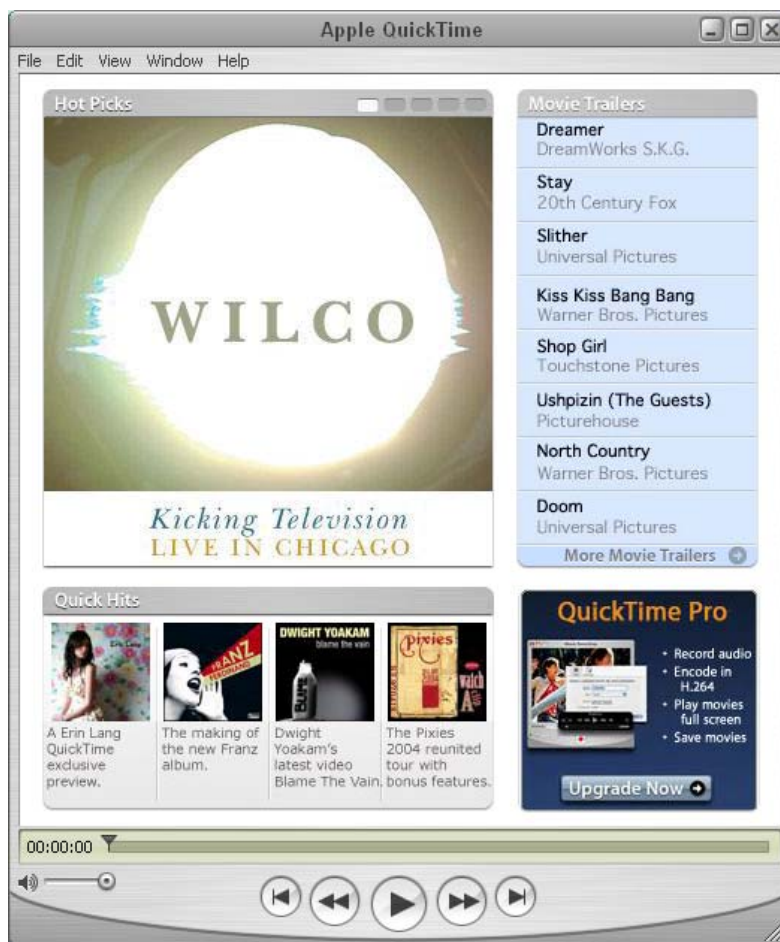 Apple QuickTime
File Edit View Window Help
Hot Picks
WILCO
Kicking Television
LIVE IN CHICAGO
Movie Trailers
Dreamer
DreamWorks S.K.G.
Stay
20th Century Fox
Slither
Universal Pictures
Kiss Kiss Bang Bang
Warner Bros. Pictures
Shop Girl
Touchstone Pictures
Ushpizin (The Guests)
Picturehouse
North Country
Warner Bros. Pictures
Doom
Universal Pictures
More Movie Trailers
Quick Hits
Erin Lang
A Erin Lang
QuickTime
exclusive
preview.
FRANZ
FERDINAND
The making of
the new Franz
album.
DWIGHT YOAKAM
blame the vain
BLAME
Dwight
Yoakam's
latest video
Blame The Vain.
pixies
The Pixies
2004 reunited
tour with
bonus features.
QuickTime Pro
• Record audio
• Encode in
H.264
• Play movies
full screen
• Save movies
Upgrade Now
00:00:00